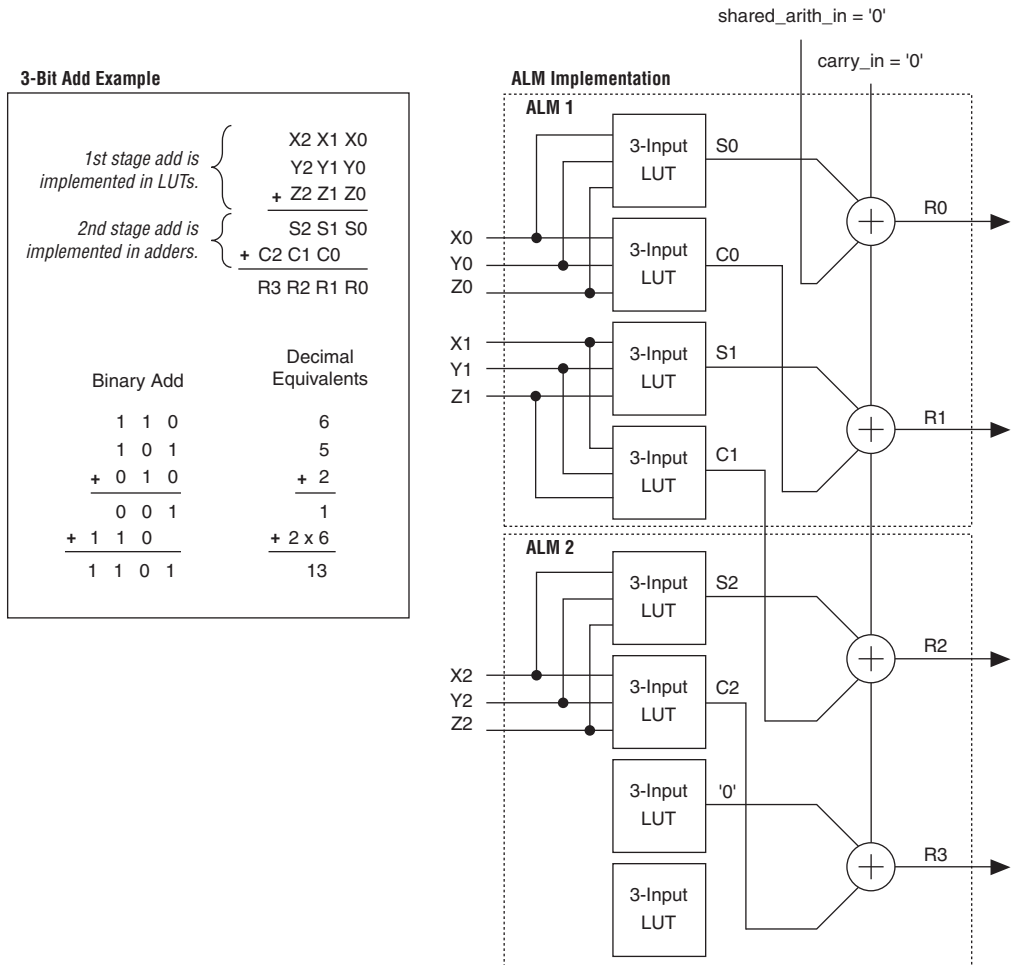 shared_arith_in = '0'
carry_in = '0'
3-Bit Add Example
1st stage add is
implemented in LUTs.
X2 X1 X0
Y2 Y1 Y0
+ Z2 Z1 Z0
2nd stage add is
implemented in adders.
S2 S1 S0
+ C2 C1 C0
R3 R2 R1 R0
Binary Add
1 1 0
1 0 1
+ 0 1 0
0 0 1
+ 1 1 0
1 1 0 1
Decimal
Equivalents
6
5
+ 2
1
+ 2 x 6
13
ALM Implementation
ALM 1
3-Input
LUT
S0
R0
X0
Y0
Z0
3-Input
LUT
C0
X1
Y1
Z1
3-Input
LUT
S1
R1
3-Input
LUT
C1
ALM 2
3-Input
LUT
S2
R2
X2
Y2
Z2
3-Input
LUT
C2
3-Input
LUT
'0'
R3
3-Input
LUT